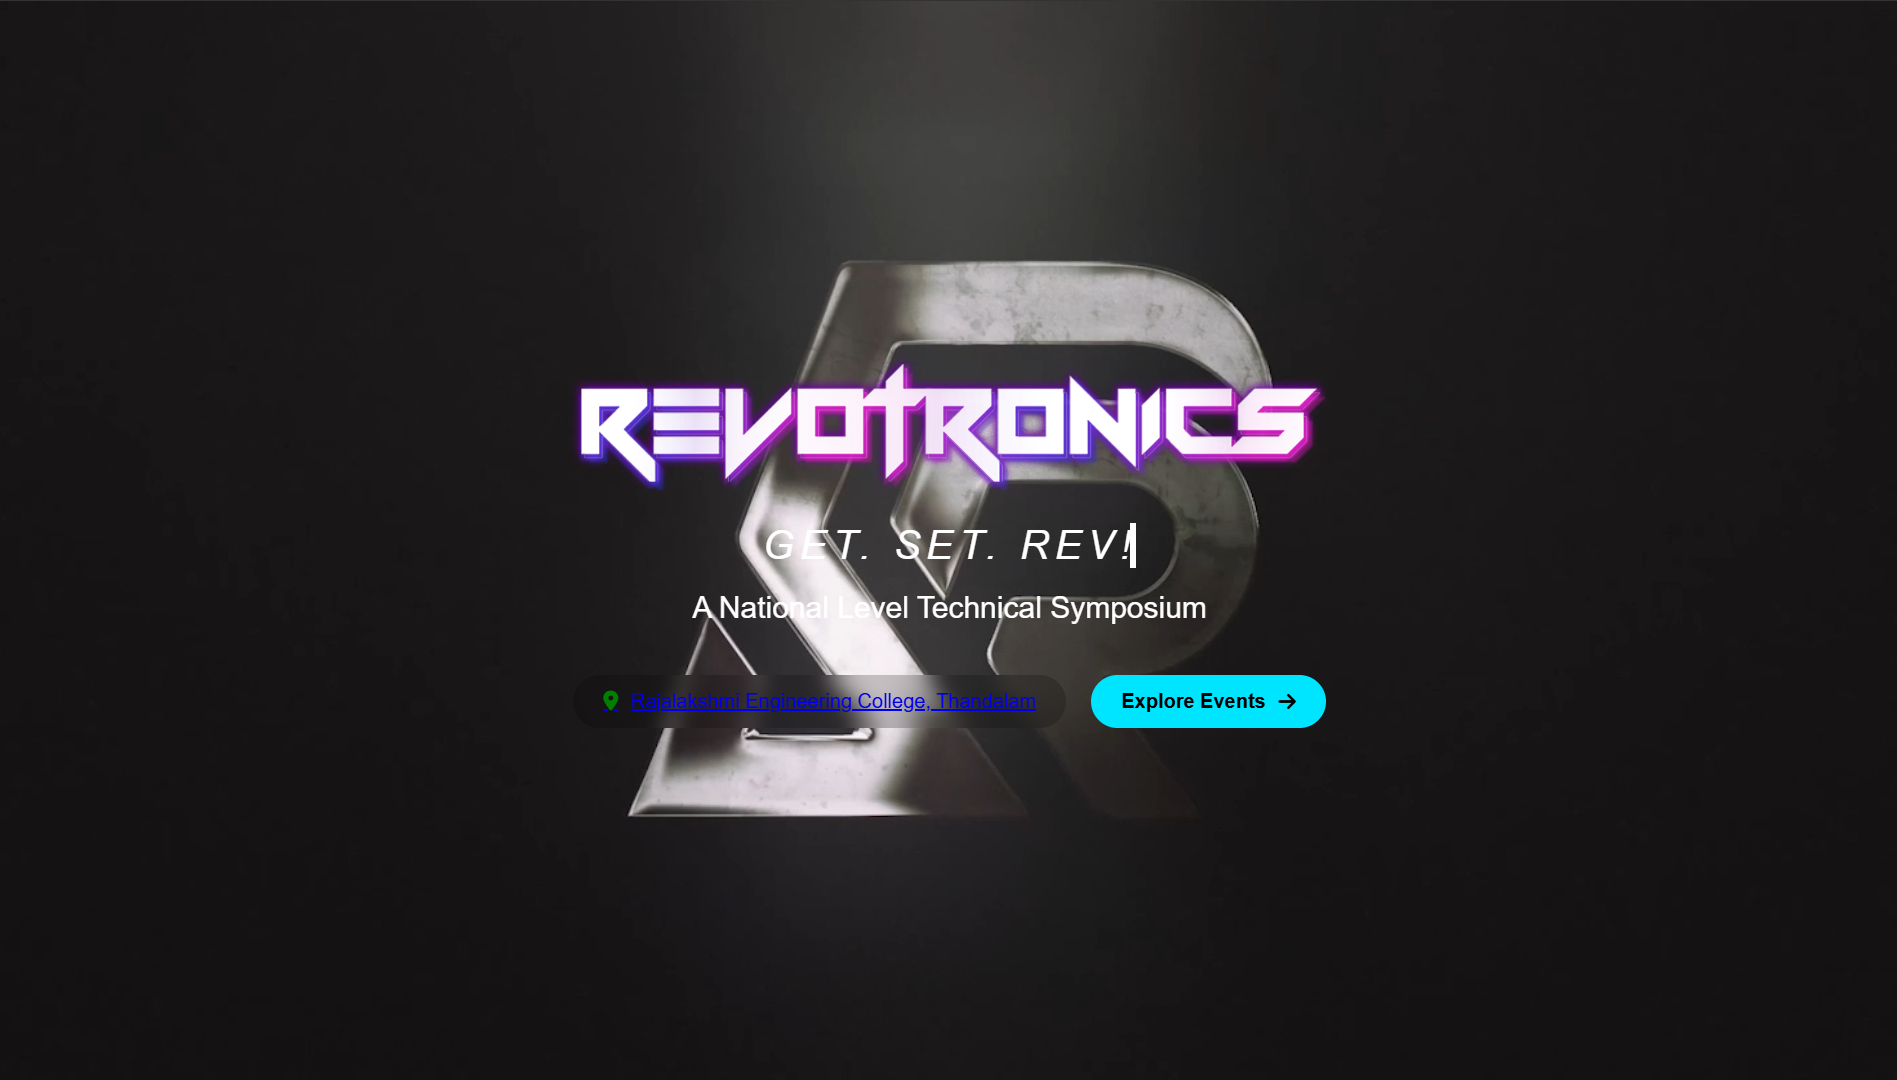 REVOTRONICS
GET. SET. REV!
A National Level Technical Symposium
Rajalakshmi Engineering College, Thandalam
Explore Events